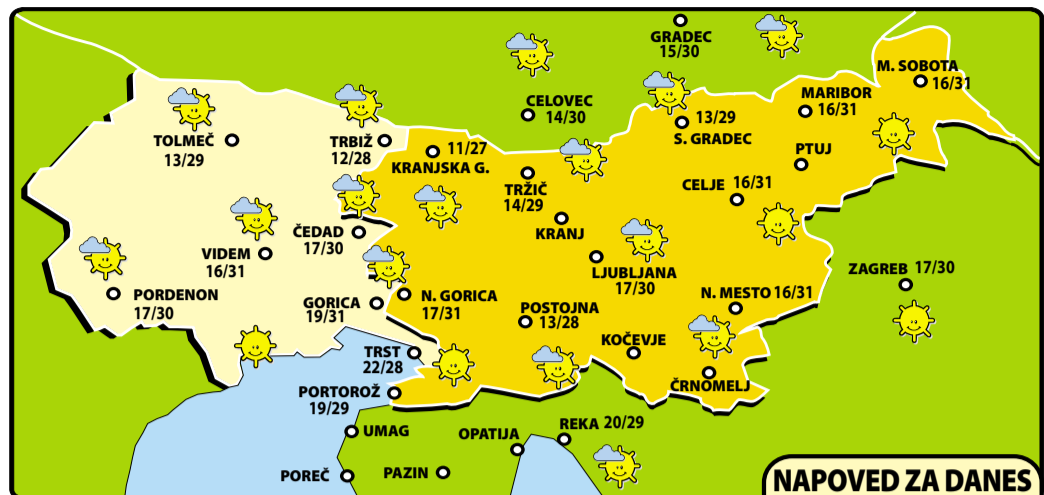 GRADEC
15/30
M. SOBOTA
16/31
MARIBOR
16/31
CELOVEC
14/30
13/29
S. GRADEC
TOLMEČ
13/29
TRBIŽ
12/28
11/27
KRANJSKA G.
PTUJ
TRŽIČ
14/29
CELJE 16/31
KRANJ
ČEDAD
17/30
VIDEM
16/31
LJUBLJANA
17/30
ZAGREB 17/30
PORDENON
17/30
GORICA
19/31
N. GORICA
17/31
POSTOJNA
13/28
N. MESTO 16/31
KOČEVJE
TRST
22/28
ČRNOMELJ
PORTOROŽ
19/29
UMAG
OPATIJA
REKA 20/29
POREČ
PAZIN
NAPOVED ZA DANES